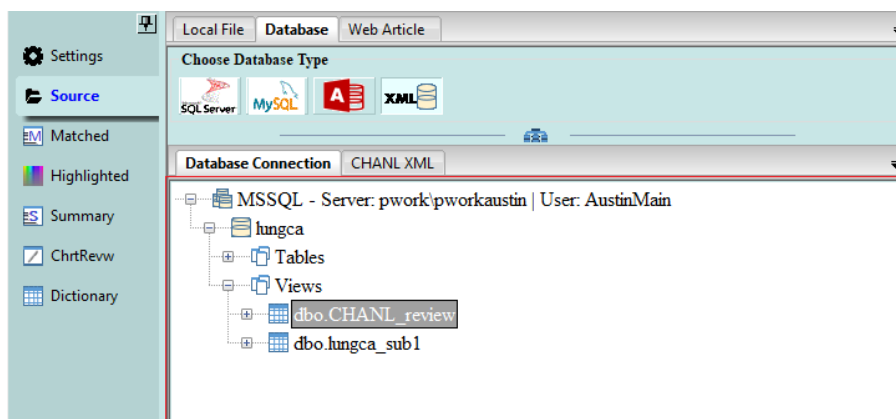 Local File Database Web Article
Settings
Choose Database Type
Source
SQL Server MySQL A XML
Matched
Database Connection CHANL XML
Highlighted
MSSQL - Server: pwork\pworkaustin | User: AustinMain
Summary
lungca
ChrtRevw
Tables
Views
Dictionary
dbo.CHANL_review
dbo.lungca_sub1